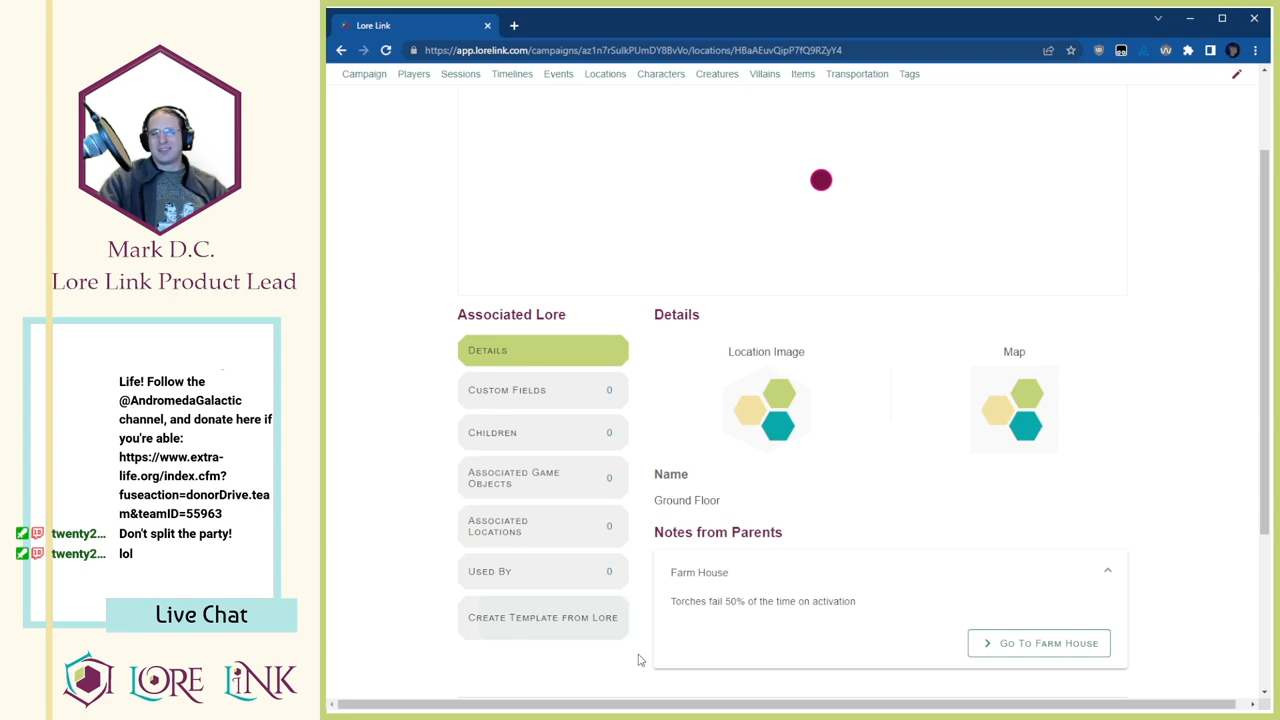 Mark D.C.
Lore Link Product Lead
Life! Follow the
@AndromedaGalactic
channel, and donate here if
you're able:
https://www.extra-
life.org/index.cfm?
fuseaction=donorDrive.tea
m&teamID=55963
twenty2... Don't split the party!
twenty2... lol
Live Chat
LORE LINK
Lore Link
https://app.lorelink.com/campaigns/az1n7rSulkPUmDY8BvVo/locations/HBaAEuvQipP7fQ9RZyY4
Campaign Players Sessions Timelines Events Locations Characters Creatures Villains Items Transportation Tags
Associated Lore
Details
Custom Fields 0
Children 0
Associated Game
Objects 0
Associated
Locations 0
Used By 0
Create Template from Lore
Details
Location Image
Map
Name
Ground Floor
Notes from Parents
Farm House
Torches fail 50% of the time on activation
Go To Farm House